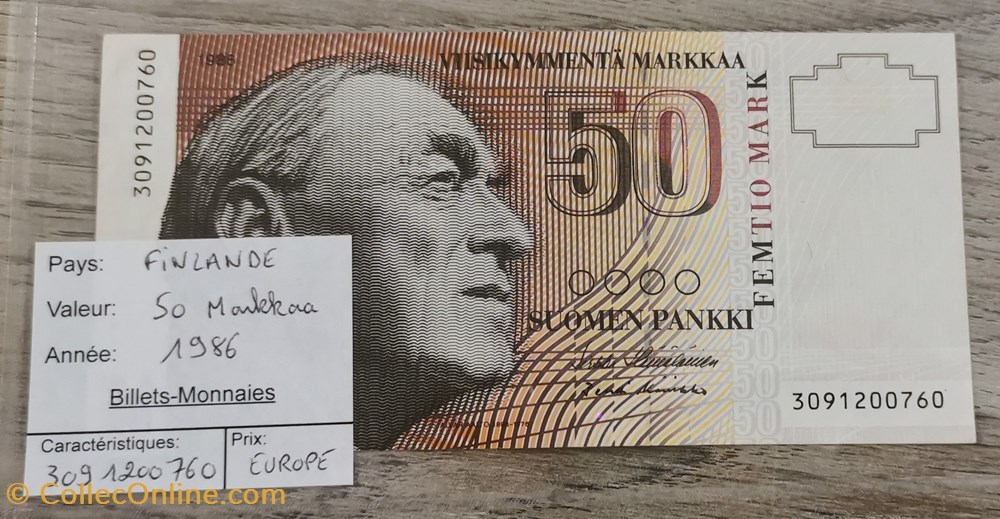 1986
VIISIKYMMENTÄ MARKKAA
50
FEMTIO MARK
3091200760
SUOMEN PANKKI
3091200760
Pays: FiNLANDE
Valeur: 50 Markkaa
Année: 1986
Billets-Monnaies
Caractéristiques: Prix:
3091200760 EUROPE
© CollecOnline.com